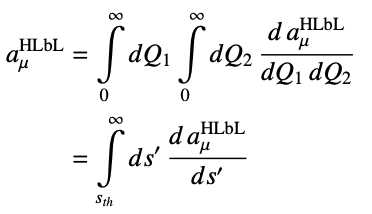 a_μ^HLbL = ∫_0^∞ dQ_1 ∫_0^∞ dQ_2 (d a_μ^HLbL)/(dQ_1 dQ_2)
= ∫_{s_th}^∞ ds′ (d a_μ^HLbL)/(ds′)